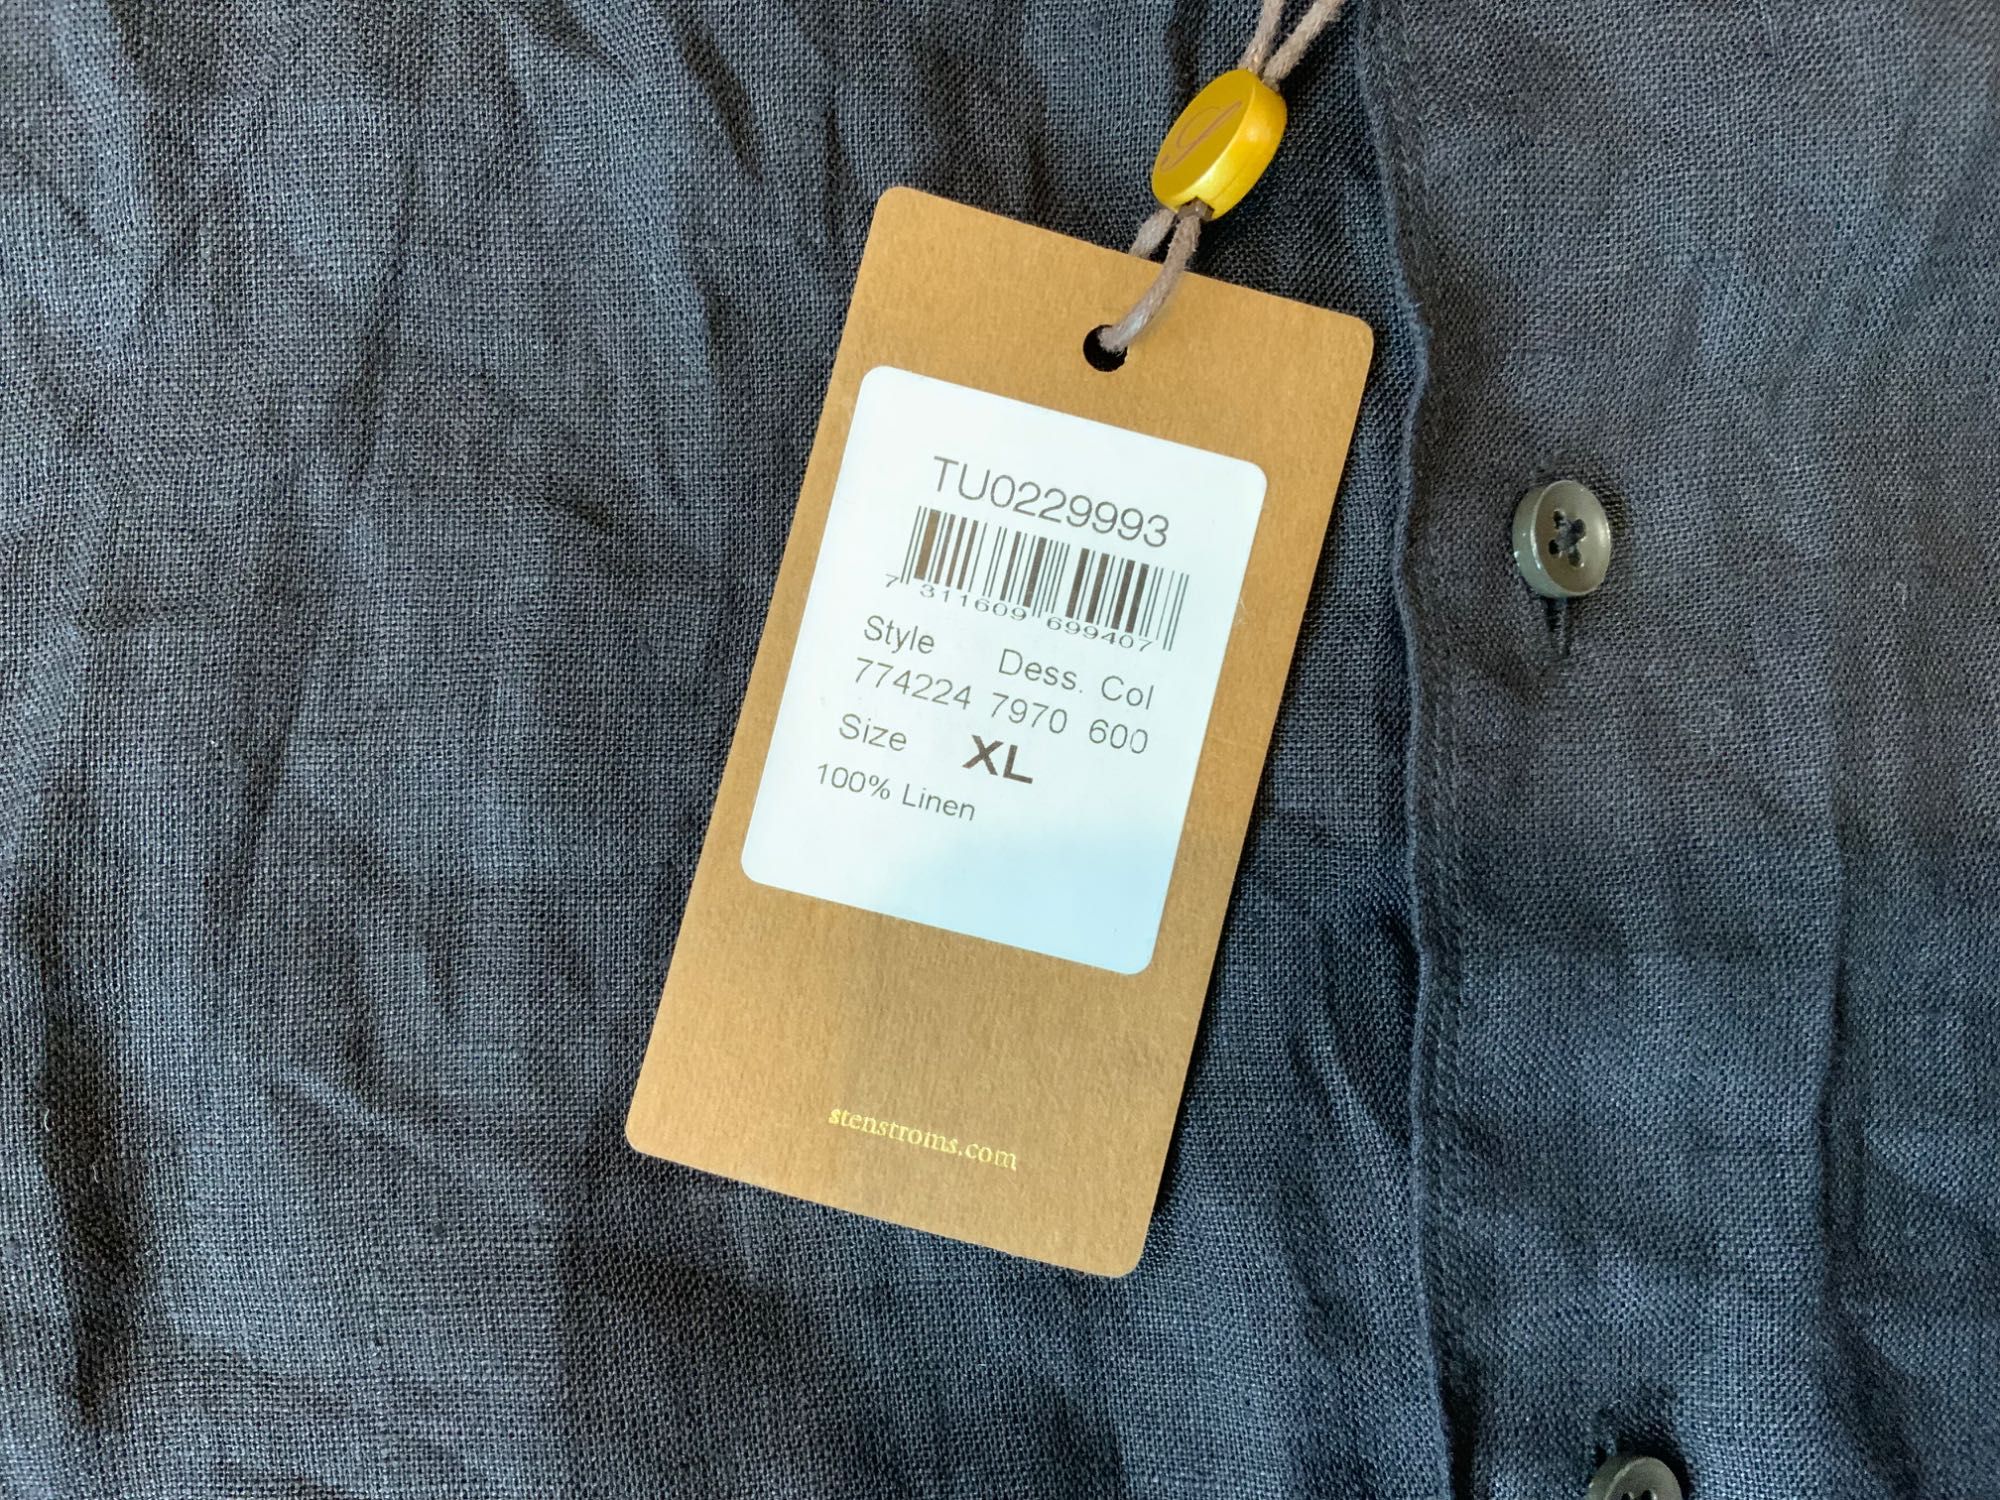 TU0229993
7 311609 699407
Style Dess. Col
774224 7970 600
Size XL
100% Linen
stenstroms.com